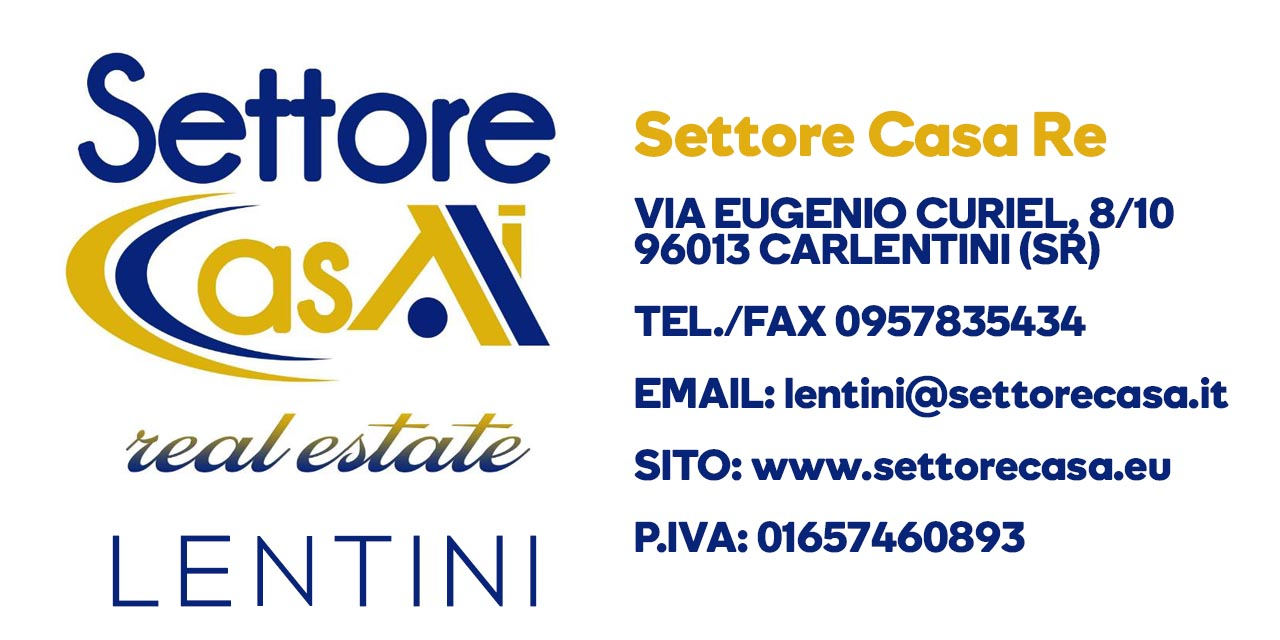 Settore
CasAi
real estate
LENTINI
Settore Casa Re
VIA EUGENIO CURIEL, 8/10
96013 CARLENTINI (SR)
TEL./FAX 0957835434
EMAIL: lentini@settorecasa.it
SITO: www.settorecasa.eu
P.IVA: 01657460893